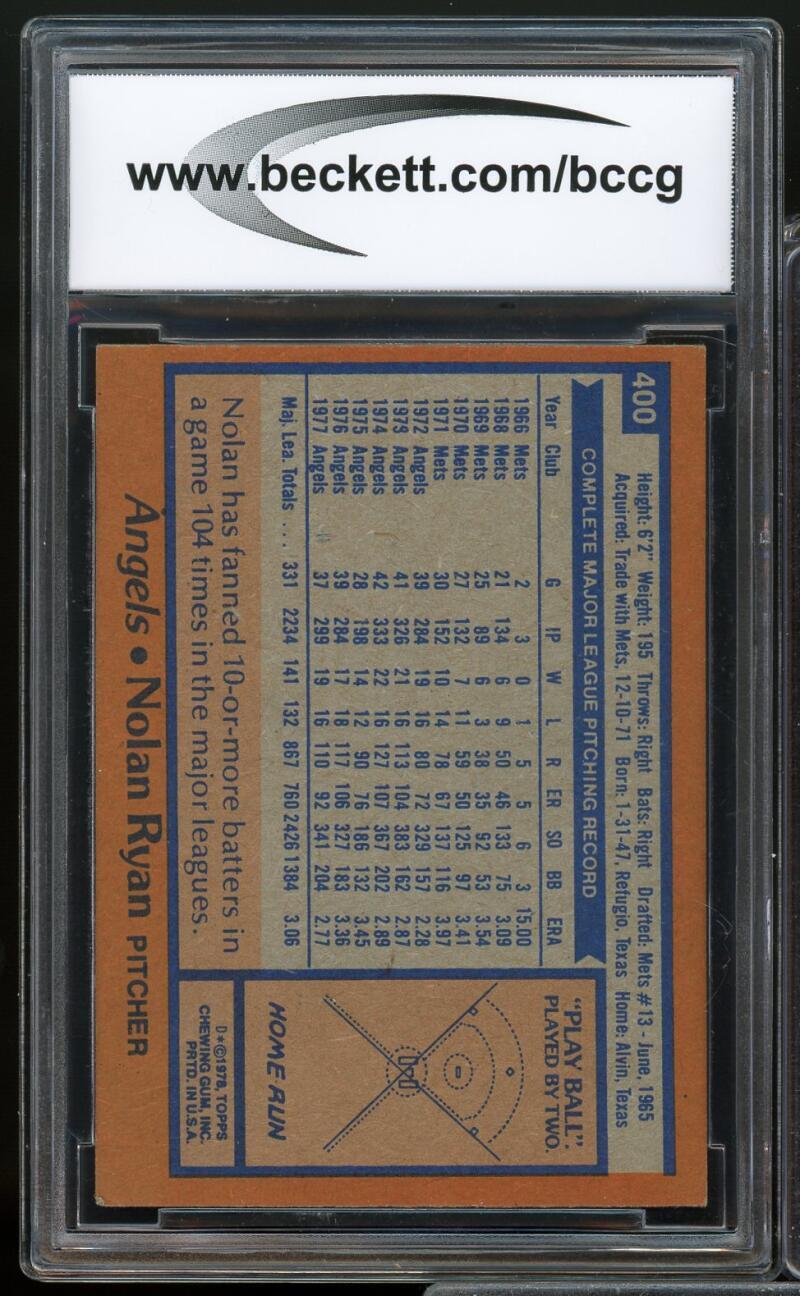 www.beckett.com/bccg
400
Height: 6'2" Weight: 195 Throws: Right Bats: Right Drafted: Mets #13 - June, 1965
Acquired: Trade with Mets, 12-10-71 Born: 1-31-47, Refugio, Texas Home: Alvin, Texas
COMPLETE MAJOR LEAGUE PITCHING RECORD
Year Club G IP W L R ER SO BB ERA
1966 Mets 2 3 0 1 5 5 6 3 15.00
1968 Mets 21 134 6 9 50 46 133 75 3.09
1969 Mets 25 89 6 3 38 35 92 53 3.54
1970 Mets 27 132 7 11 59 50 125 97 3.41
1971 Mets 30 152 10 14 78 67 137 116 3.97
1972 Angels 39 284 19 16 80 72 329 157 2.28
1973 Angels 41 326 21 16 113 104 383 162 2.87
1974 Angels 42 333 22 16 127 107 367 202 2.89
1975 Angels 28 198 14 12 90 76 186 132 3.45
1976 Angels 39 284 17 18 117 106 327 183 3.36
1977 Angels 37 299 19 16 110 92 341 204 2.77
Maj. Lea. Totals ... 331 2234 141 132 867 760 2426 1384 3.06
Nolan has fanned 10-or-more batters in
a game 104 times in the major leagues.
"PLAY BALL":
PLAYED BY TWO.
HOME RUN
D*©1978, TOPPS
CHEWING GUM, INC.
PRTD. IN U.S.A.
Angels • Nolan Ryan PITCHER